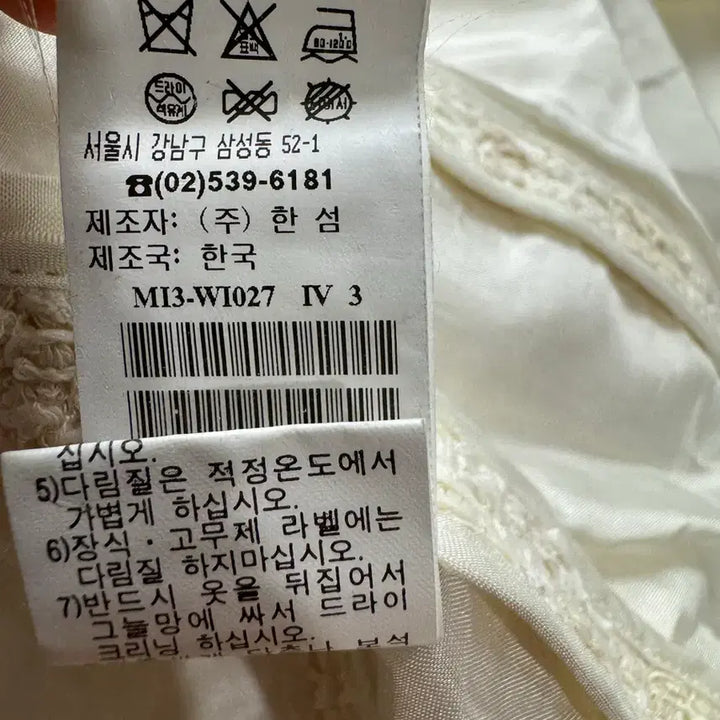 표백
80-120℃
드라이
석유계
서울시 강남구 삼성동 52-1
☎(02)539-6181
제조자: (주) 한 섬
제조국: 한국
MI3-WI027 IV 3
십시오.
5)다림질은 적정온도에서
가볍게 하십시오.
6)장식 · 고무제 라벨에는
다림질 하지마십시오.
7)반드시 옷을 뒤집어서
그늘망에 싸서 드라이
크리닝 하십시오.